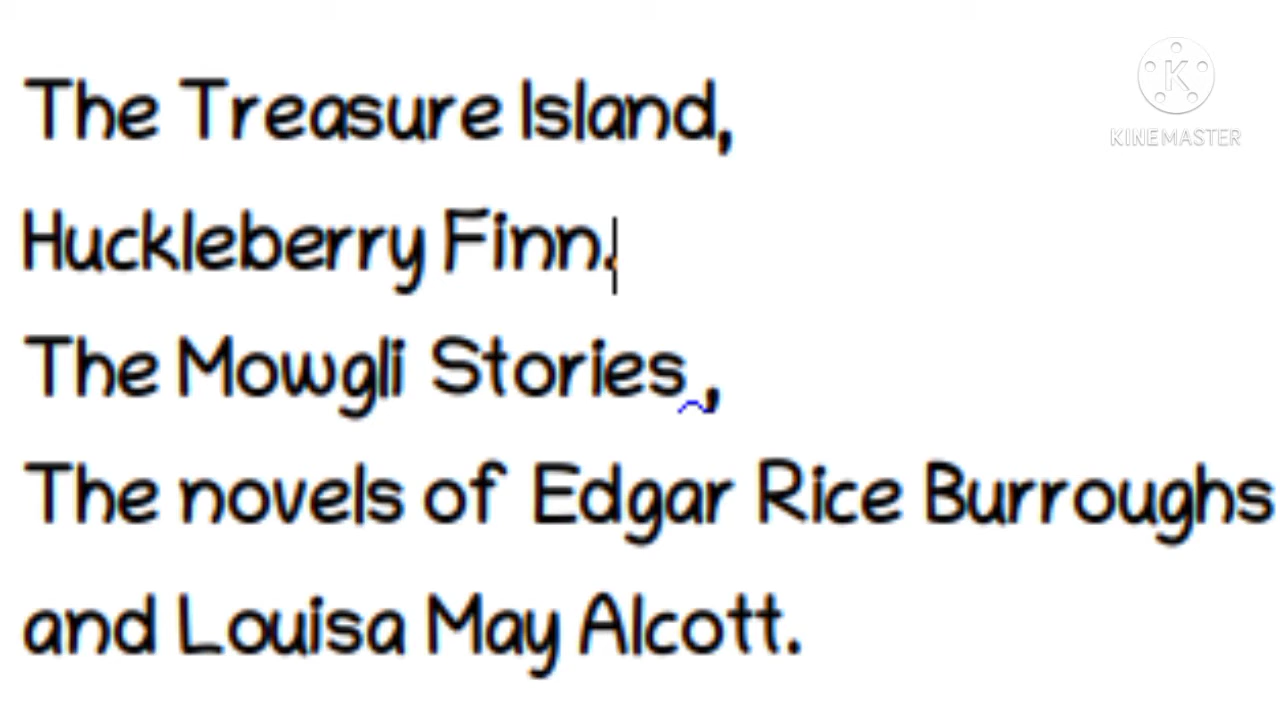 The Treasure Island,
K
KINEMASTER
Huckleberry Finn.
The Mowgli Stories ,
The novels of Edgar Rice Burroughs
and Louisa May Alcott.